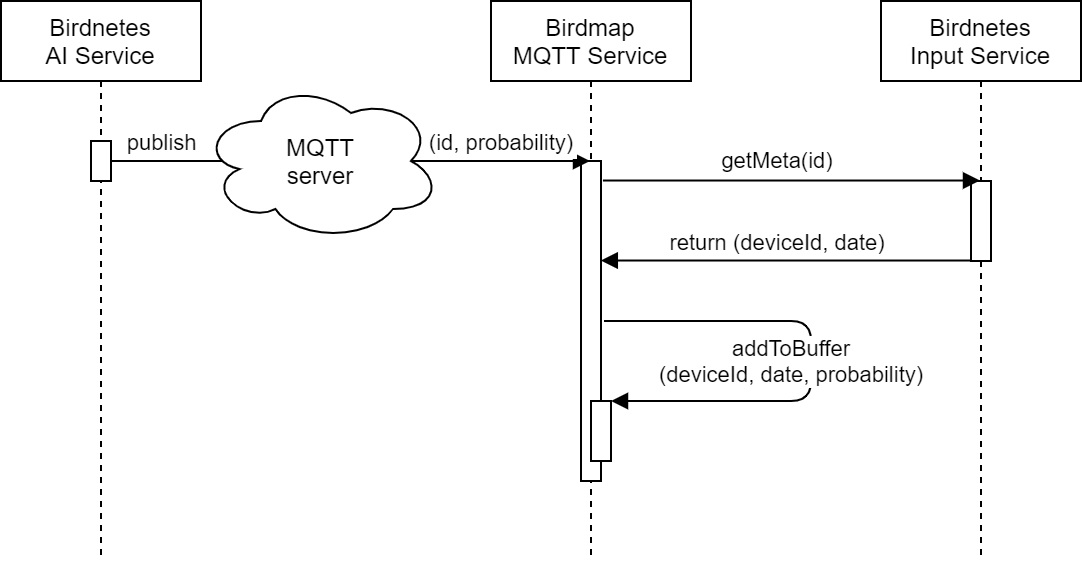 Birdnetes
AI Service
Birdmap
MQTT Service
Birdnetes
Input Service
publish
MQTT
server
(id, probability)
getMeta(id)
return (deviceId, date)
addToBuffer
(deviceId, date, probability)